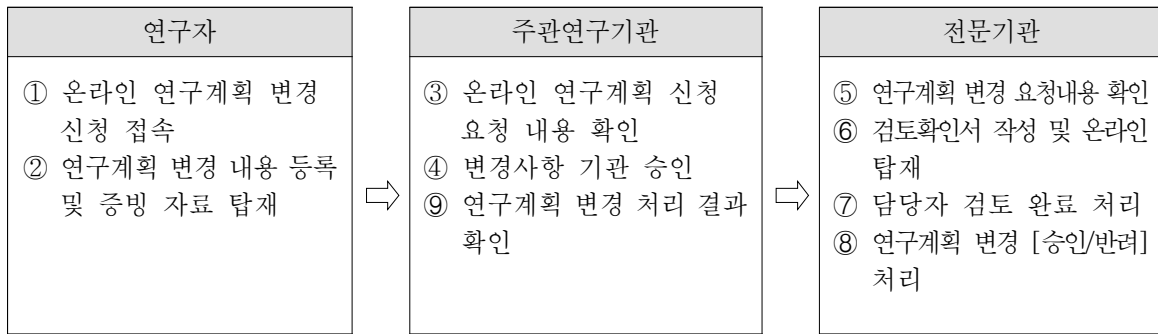 연구자
① 온라인 연구계획 변경
신청 접속
② 연구계획 변경 내용 등록
및 증빙 자료 탑재
주관연구기관
③ 온라인 연구계획 신청
요청 내용 확인
④ 변경사항 기관 승인
⑨ 연구계획 변경 처리 결과
확인
전문기관
⑤ 연구계획 변경 요청내용 확인
⑥ 검토확인서 작성 및 온라인
탑재
⑦ 담당자 검토 완료 처리
⑧ 연구계획 변경 [승인/반려]
처리